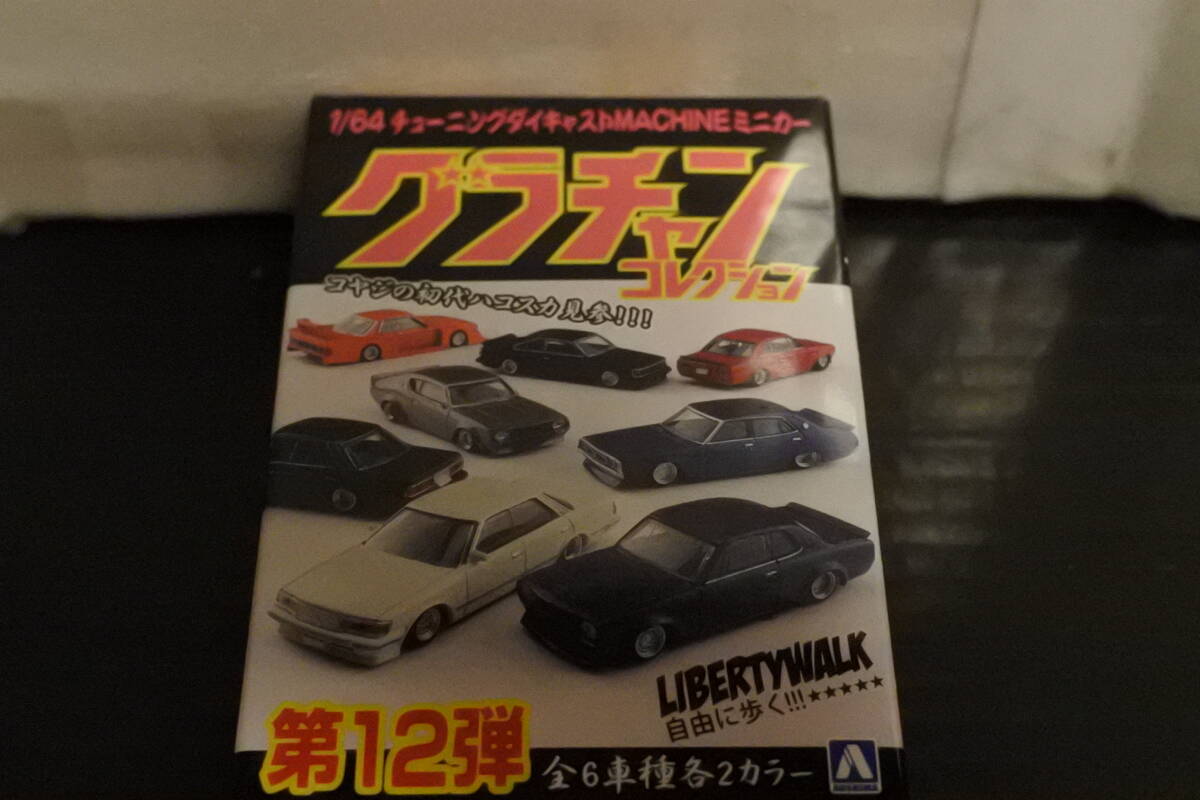 1/64 チューニングダイキャストMACHINEミニカー
グラチャン
コレクション
コヤジの初代ハコスカ見参!!!
LIBERTYWALK
自由に歩く!!!★★★★★
第12弾
全6車種各2カラー